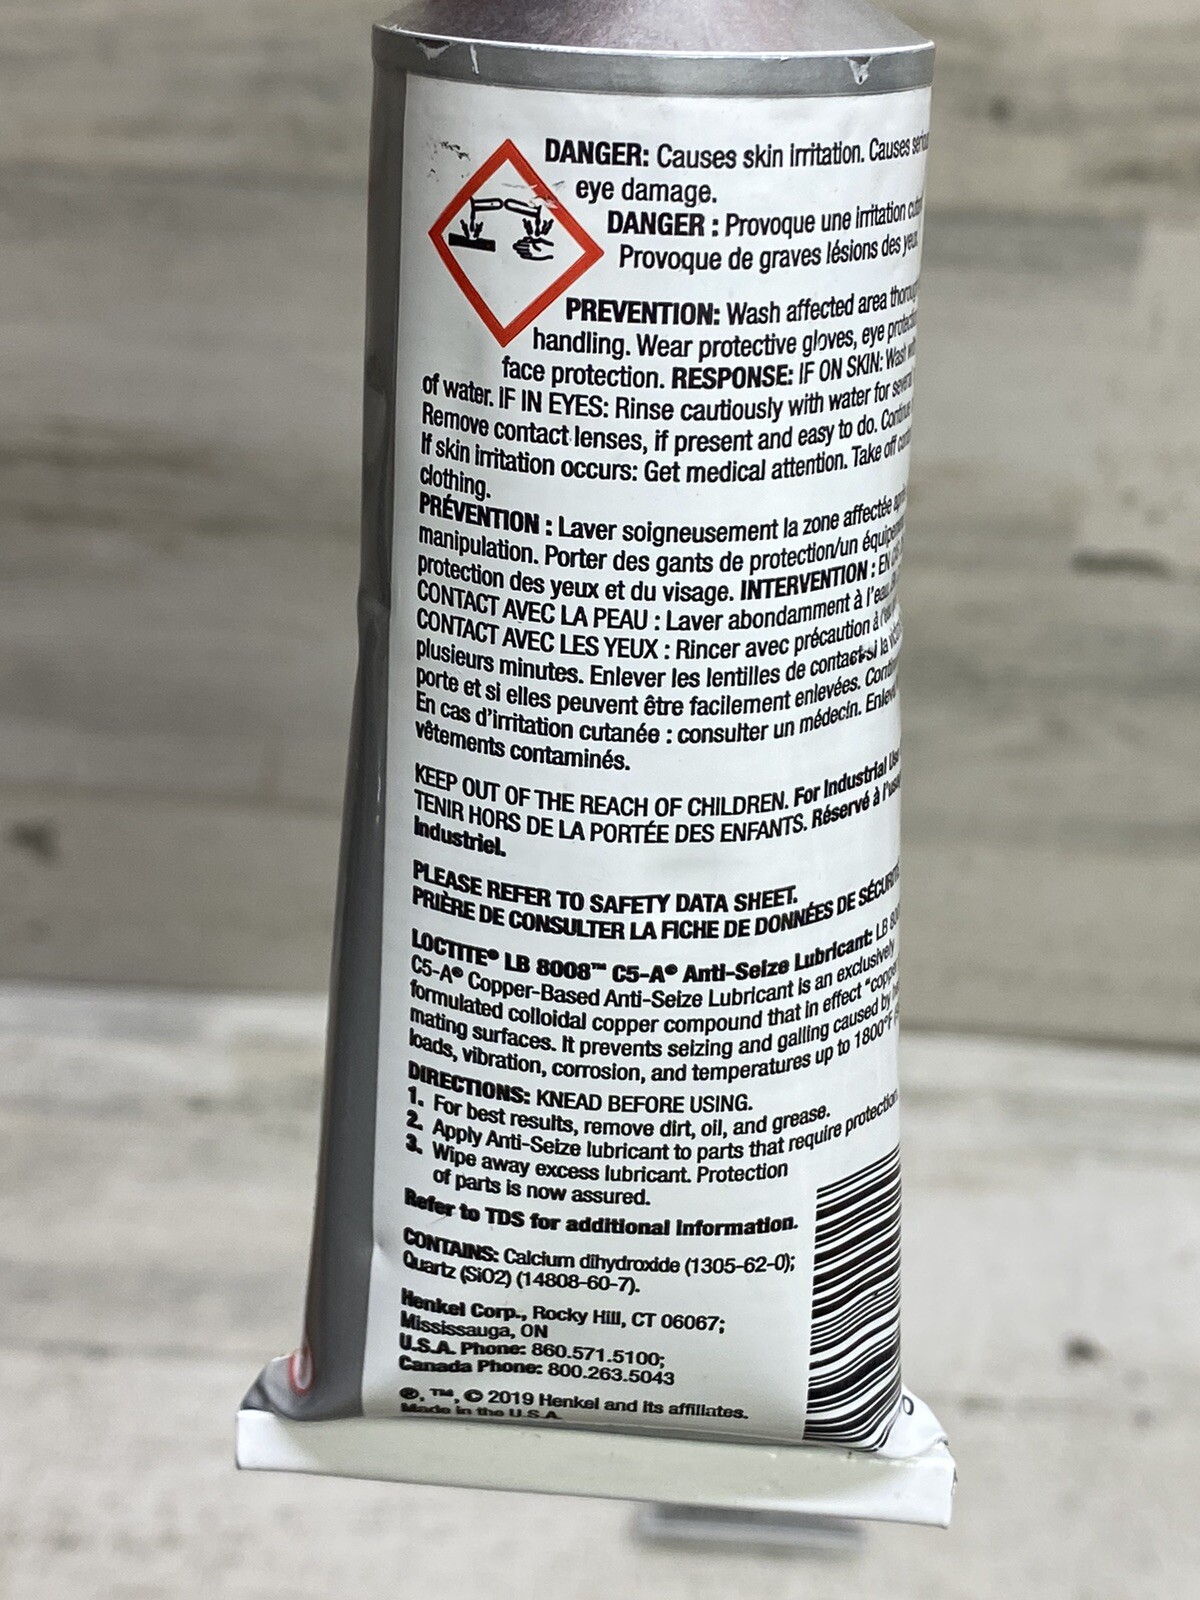 DANGER: Causes skin irritation. Causes
eye damage.
DANGER : Provoque une irritation
Provoque de graves lésions des
PREVENTION: Wash affected area
handling. Wear protective gloves, eye
face protection. RESPONSE: IF ON SKIN: Wash
of water. IF IN EYES: Rinse cautiously with water for
Remove contact lenses, if present and easy to do.
If skin irritation occurs: Get medical attention. Take off
clothing.
PRÉVENTION : Laver soigneusement la zone affectée
manipulation. Porter des gants de protection/un
protection des yeux et du visage. INTERVENTION : EN
CONTACT AVEC LA PEAU : Laver abondamment à l'eau.
CONTACT AVEC LES YEUX : Rincer avec précaution à
plusieurs minutes. Enlever les lentilles de contact si la
porte et si elles peuvent être facilement enlevées.
En cas d'irritation cutanée : consulter un médecin.
vêtements contaminés.
KEEP OUT OF THE REACH OF CHILDREN. For Industrial
TENIR HORS DE LA PORTÉE DES ENFANTS. Réservé à
Industriel.
PLEASE REFER TO SAFETY DATA SHEET.
PRIÈRE DE CONSULTER LA FICHE DE DONNÉES DE SÉCURITÉ
LOCTITE® LB 8008™ C5-A® Anti-Seize Lubricant: LB
C5-A® Copper-Based Anti-Seize Lubricant is an exclusively
formulated colloidal copper compound that in effect
mating surfaces. It prevents seizing and galling caused by
loads, vibration, corrosion, and temperatures up to 1800°F
DIRECTIONS: KNEAD BEFORE USING.
1. For best results, remove dirt, oil, and grease.
2. Apply Anti-Seize lubricant to parts that require protection.
3. Wipe away excess lubricant. Protection
of parts is now assured.
Refer to TDS for additional information.
CONTAINS: Calcium dihydroxide (1305-62-0);
Quartz (SiO2) (14808-60-7).
Henkel Corp., Rocky Hill, CT 06067;
Mississauga, ON
U.S.A. Phone: 860.571.5100;
Canada Phone: 800.263.5043
®, ™, © 2019 Henkel and its affiliates.
Made in the U.S.A.